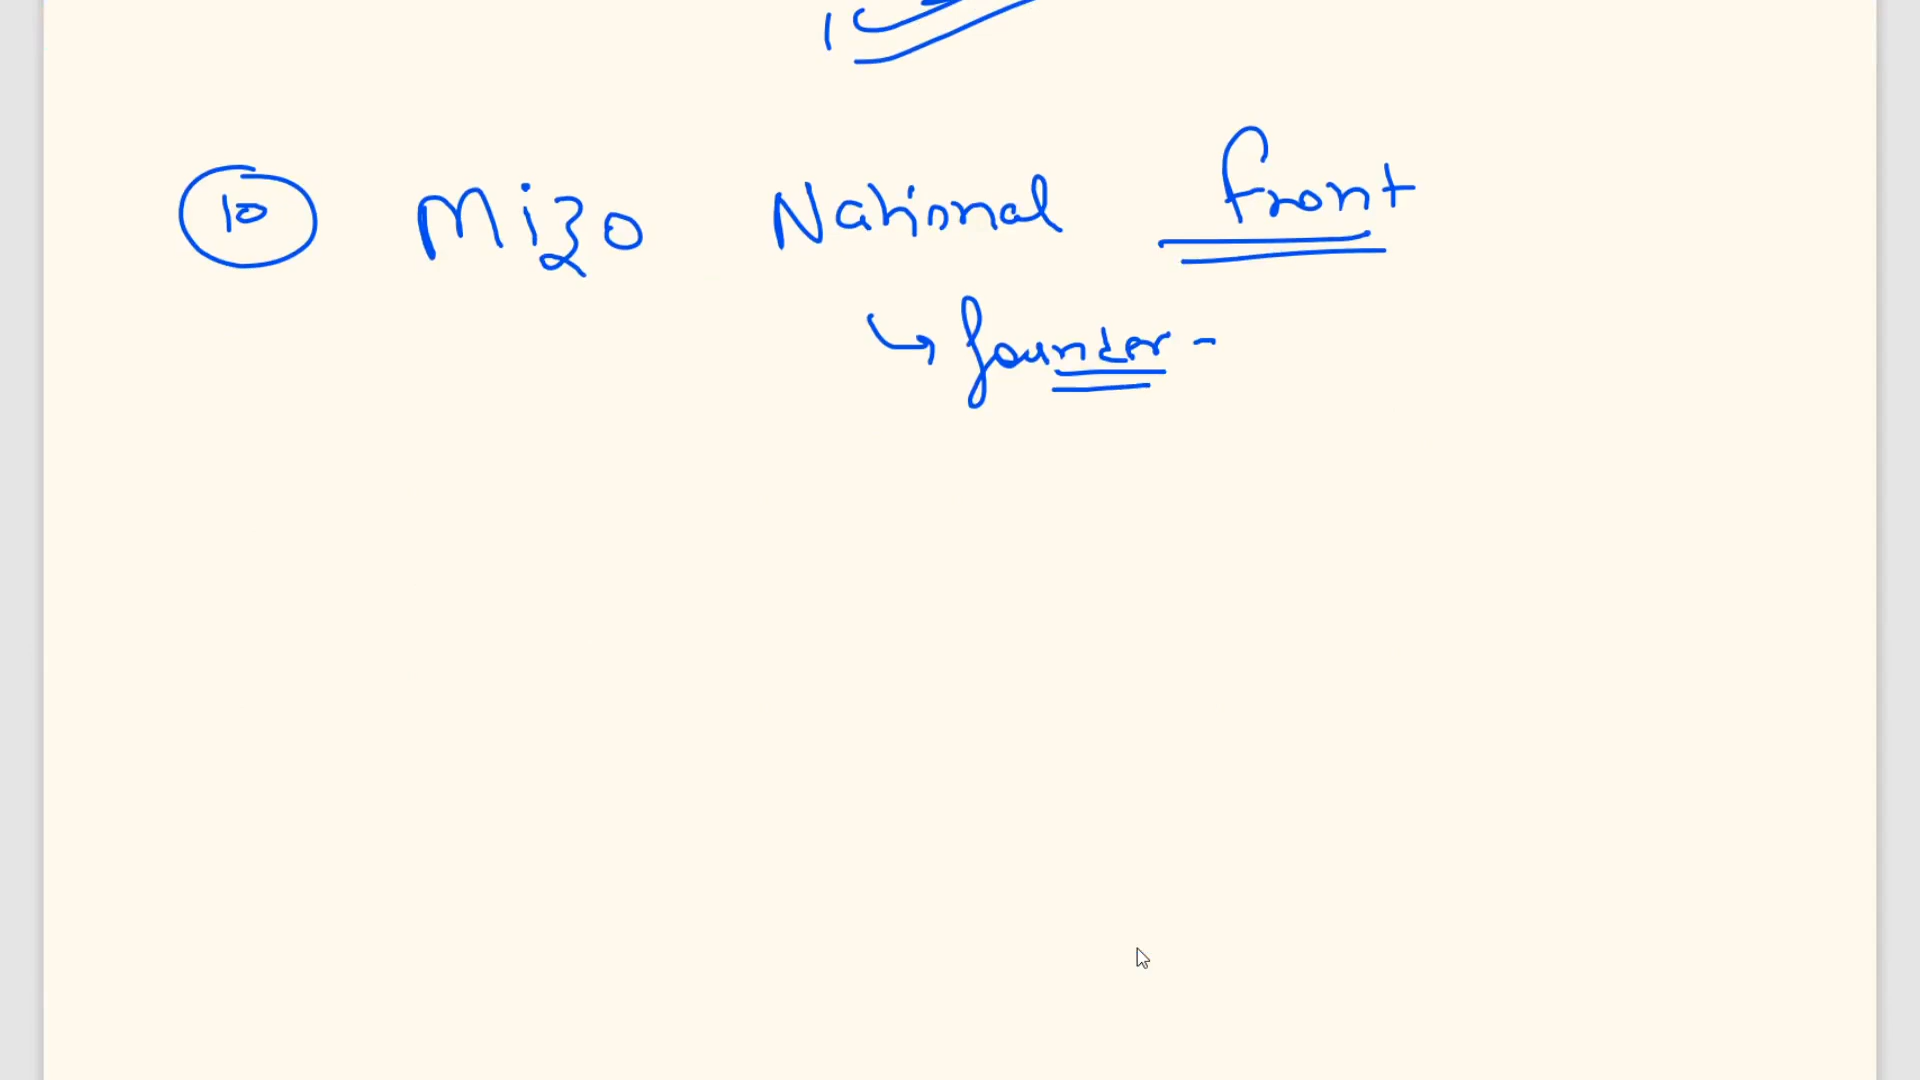 10 Mizo National Front
↳ founder -